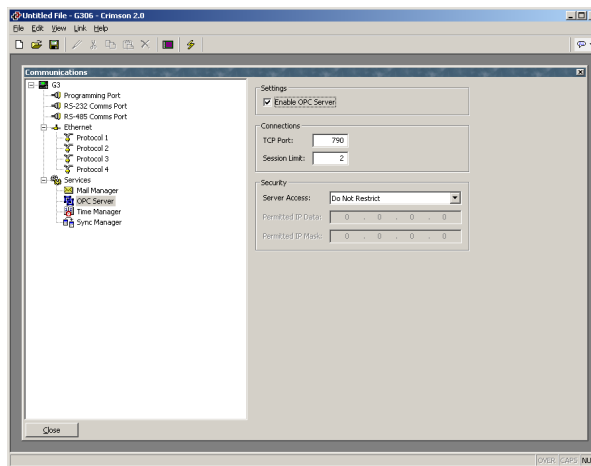 Untitled File - G306 - Crimson 2.0
File Edit View Link Help
Communications
G3
Programming Port
RS-232 Comms Port
RS-485 Comms Port
Ethernet
Protocol 1
Protocol 2
Protocol 3
Protocol 4
Services
Mail Manager
OPC Server
Time Manager
Sync Manager
Settings
Enable OPC Server
Connections
TCP Port: 790
Session Limit: 2
Security
Server Access: Do Not Restrict
Permitted IP Data: 0 . 0 . 0 . 0
Permitted IP Mask: 0 . 0 . 0 . 0
Close
OVER CAPS NU